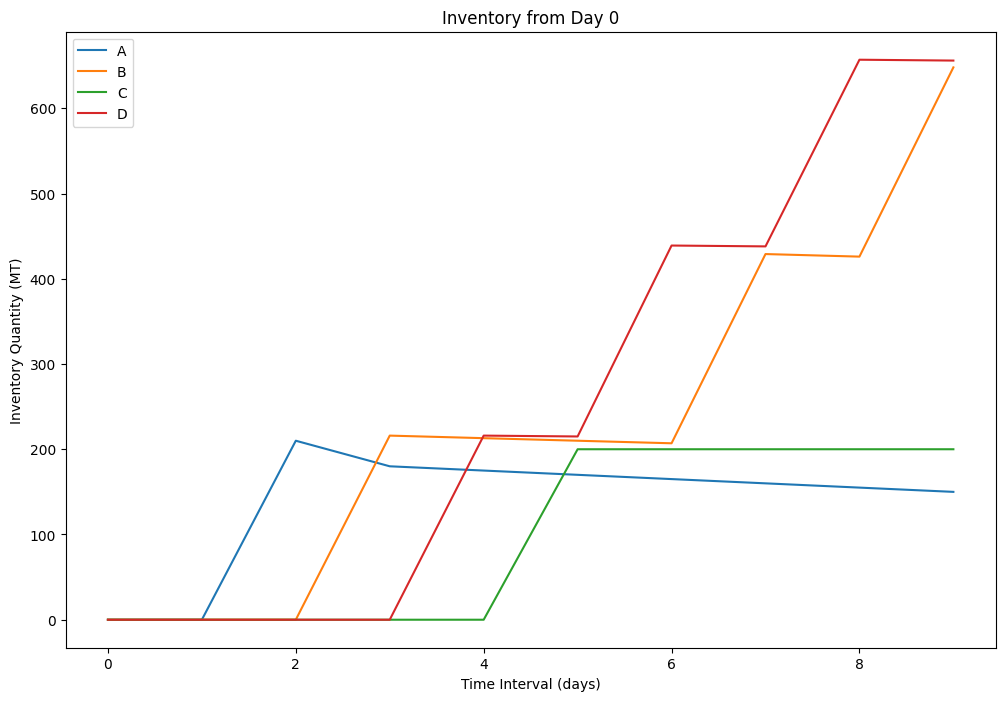 Inventory from Day 0
A
B
C
D
Inventory Quantity (MT)
600
500
400
300
200
100
0
0 2 4 6 8
Time Interval (days)